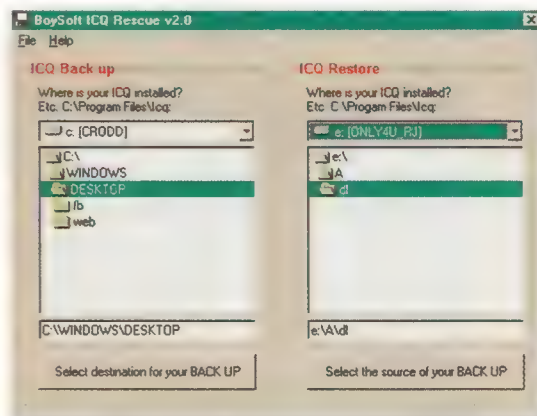 BoySoft ICQ Rescue v2.0
File Help
ICQ Back up
Where is your ICQ installed?
Etc. C:\Program Files\Icq:
c: [CRODD]
C:\
WINDOWS
DESKTOP
fb
web
C:\WINDOWS\DESKTOP
Select destination for your BACK UP
ICQ Restore
Where is your ICQ installed?
Etc. C:\Progam Files\Icq:
e: [ONLY4U_RJ]
e:\
A
dl
e:\A\dl
Select the source of your BACK UP